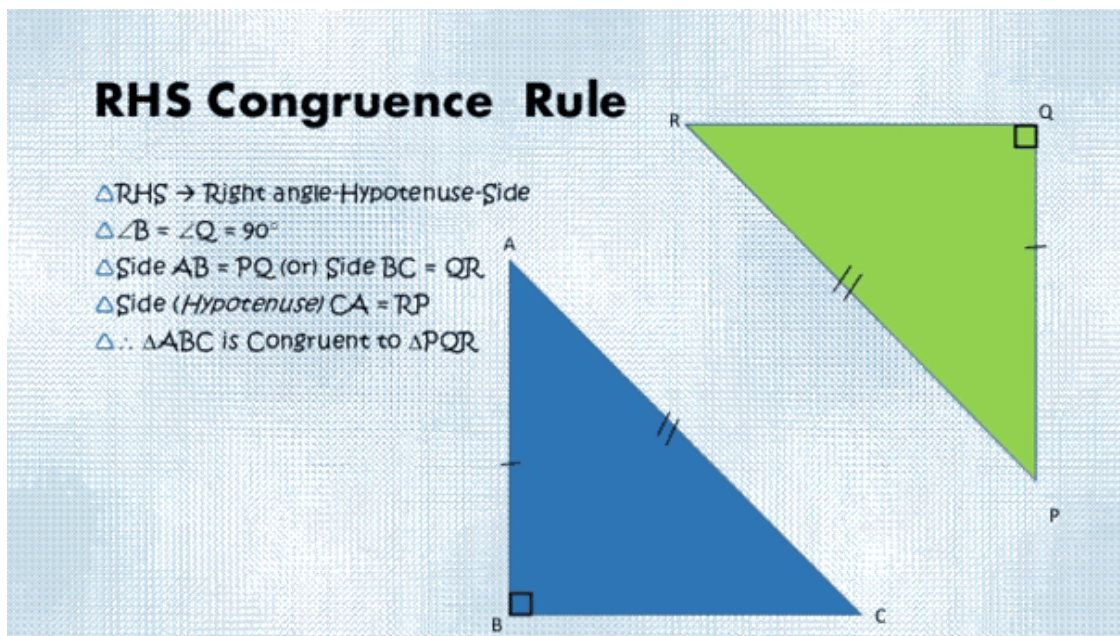 RHS Congruence Rule
△RHS → Right angle-Hypotenuse-Side
△∠B = ∠Q = 90°
△Side AB = PQ (or) Side BC = QR
△Side (Hypotenuse) CA = RP
△∴ ΔABC is Congruent to ΔPQR
R
Q
A
P
B
C